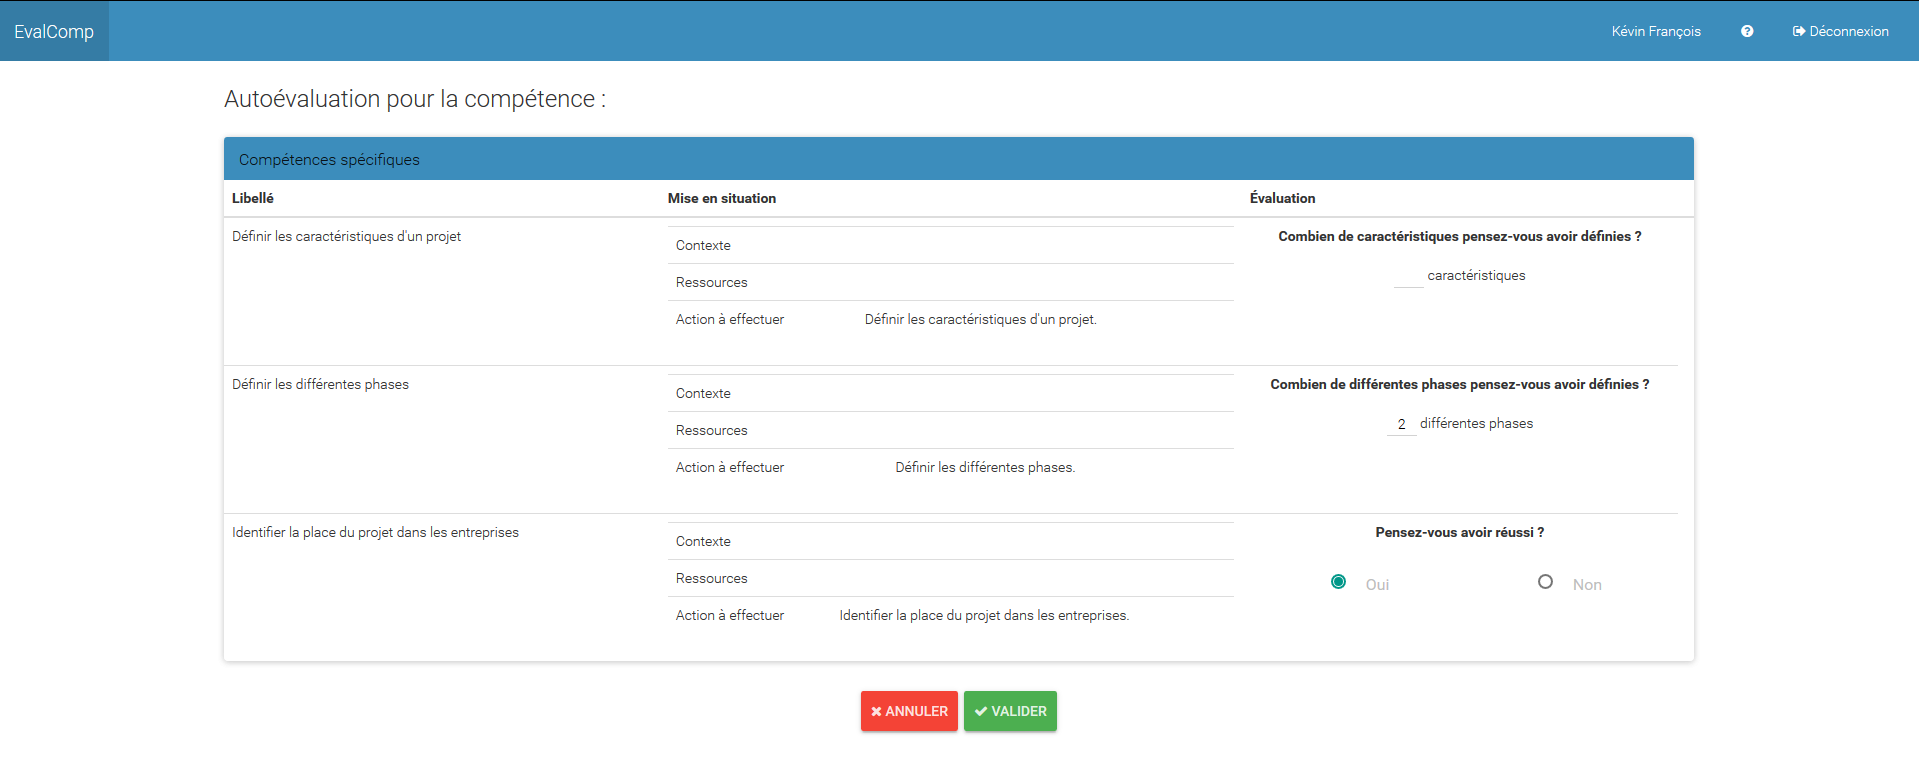 EvalComp
Kévin François
Déconnexion
Autoévaluation pour la compétence :
Compétences spécifiques
Libellé
Mise en situation
Évaluation
Définir les caractéristiques d'un projet
Contexte
Ressources
Action à effectuer
Définir les caractéristiques d'un projet.
Combien de caractéristiques pensez-vous avoir définies ?
caractéristiques
Définir les différentes phases
Contexte
Ressources
Action à effectuer
Définir les différentes phases.
Combien de différentes phases pensez-vous avoir définies ?
2 différentes phases
Identifier la place du projet dans les entreprises
Contexte
Ressources
Action à effectuer
Identifier la place du projet dans les entreprises.
Pensez-vous avoir réussi ?
Oui
Non
ANNULER
VALIDER